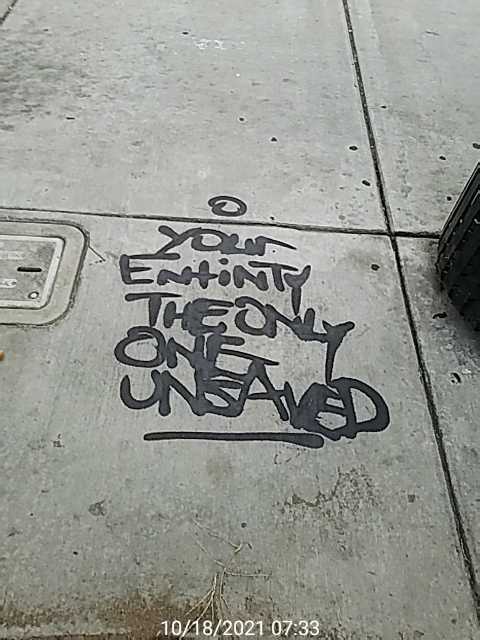 YOUr
ENtiNTY
THE ONLY
ONE
UNSAVED
10/18/2021 07:33